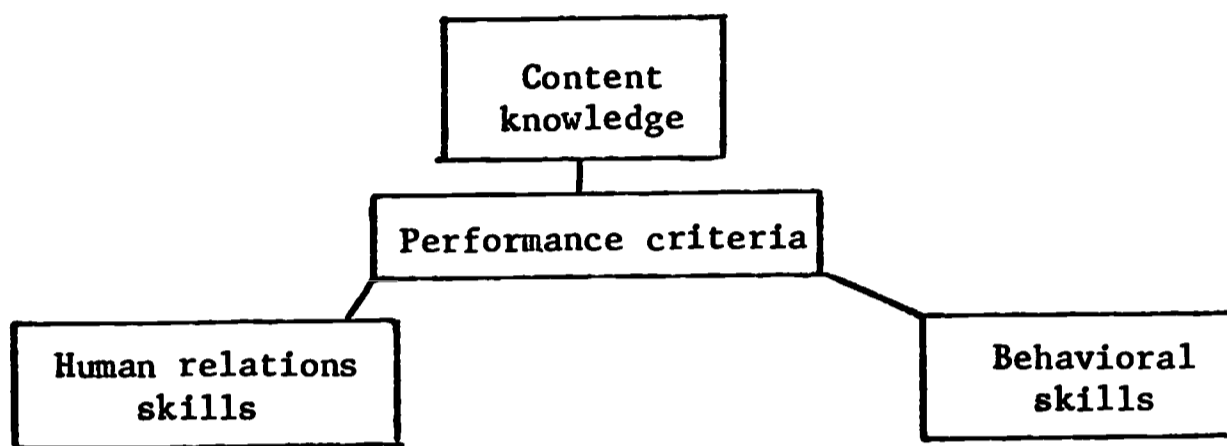 Content
knowledge
Performance criteria
Human relations
skills
Behavioral
skills